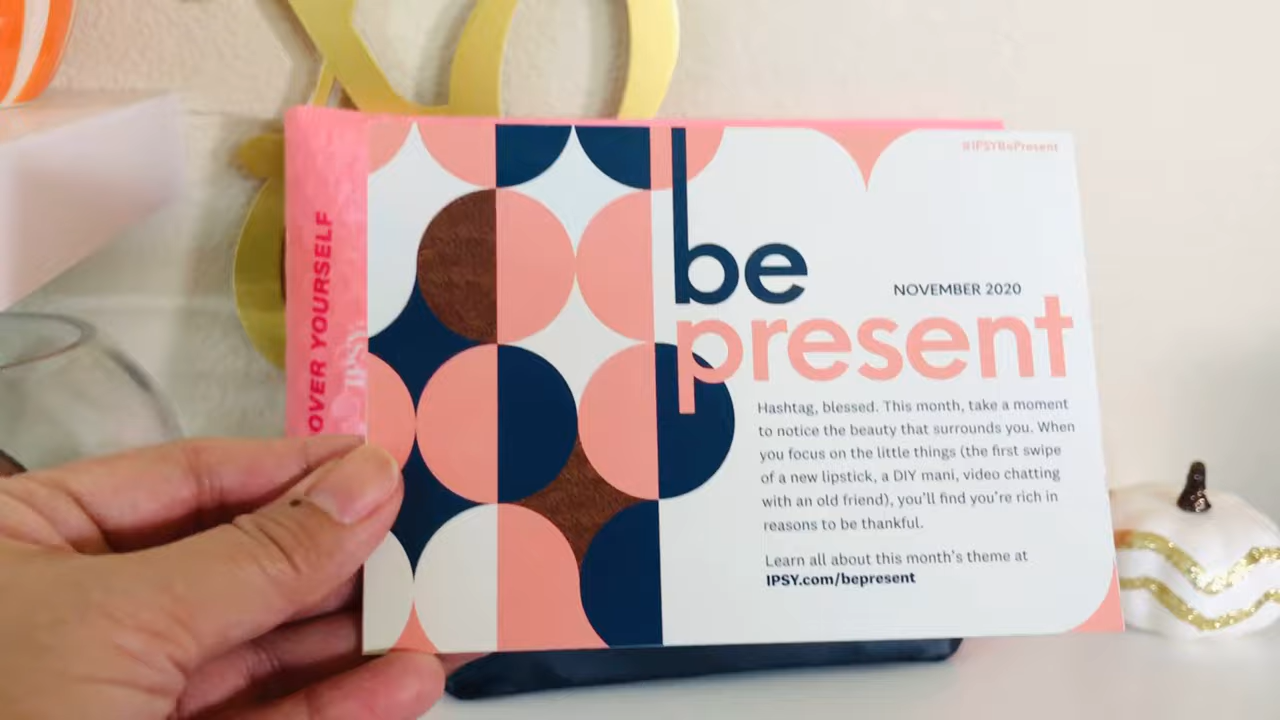 #IPSYBePresent
be
NOVEMBER 2020
present
Hashtag, blessed. This month, take a moment
to notice the beauty that surrounds you. When
you focus on the little things (the first swipe
of a new lipstick, a DIY mani, video chatting
with an old friend), you'll find you're rich in
reasons to be thankful.
Learn all about this month's theme at
IPSY.com/bepresent
OVER YOURSELF
IPSY